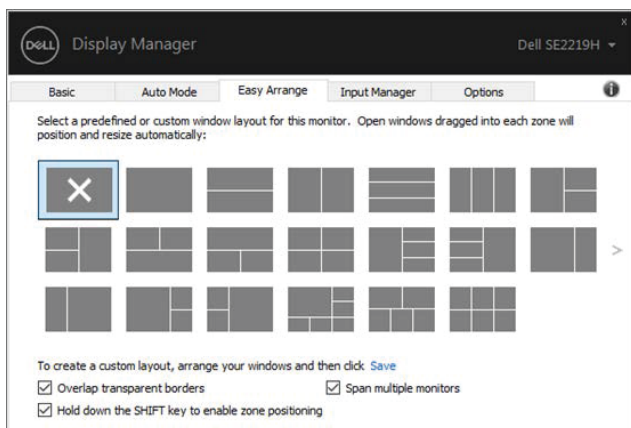 x
DELL Display Manager Dell SE2219H
Basic Auto Mode Easy Arrange Input Manager Options
Select a predefined or custom window layout for this monitor. Open windows dragged into each zone will
position and resize automatically:
To create a custom layout, arrange your windows and then click Save
Overlap transparent borders Span multiple monitors
Hold down the SHIFT key to enable zone positioning